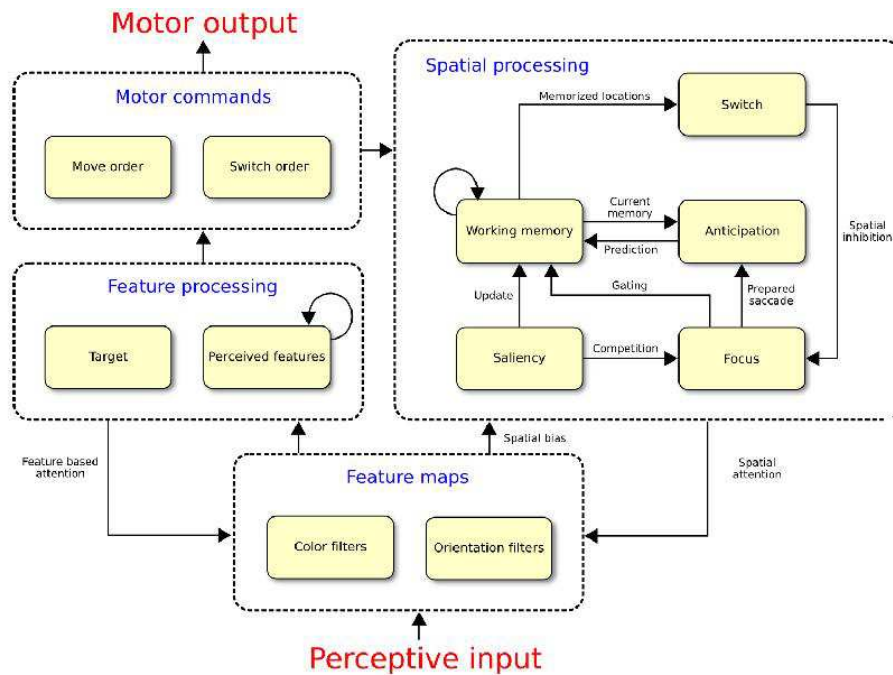 Motor output
Motor commands
Move order
Switch order
Feature processing
Target
Perceived features
Spatial processing
Memorized locations
Switch
Working memory
Current
memory
Prediction
Anticipation
Spatial
inhibition
Update
Gating
Prepared
saccade
Saliency
Competition
Focus
Feature based
attention
Spatial bias
Spatial
attention
Feature maps
Color filters
Orientation filters
Perceptive input